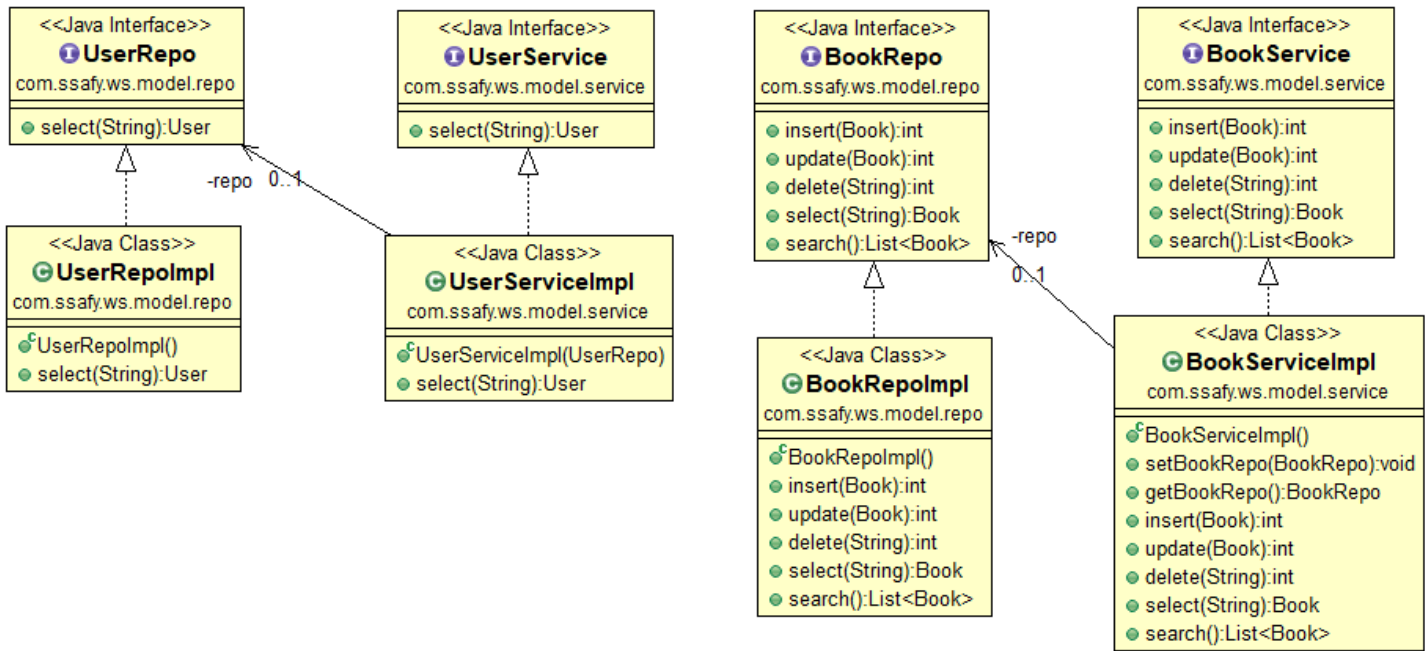 <<Java Interface>>
UserRepo
com.ssafy.ws.model.repo
select(String):User
<<Java Interface>>
UserService
com.ssafy.ws.model.service
select(String):User
-repo 0..1
<<Java Class>>
UserRepoImpl
com.ssafy.ws.model.repo
UserRepoImpl()
select(String):User
<<Java Class>>
UserServiceImpl
com.ssafy.ws.model.service
UserServiceImpl(UserRepo)
select(String):User
<<Java Interface>>
BookRepo
com.ssafy.ws.model.repo
insert(Book):int
update(Book):int
delete(String):int
select(String):Book
search():List<Book>
<<Java Interface>>
BookService
com.ssafy.ws.model.service
insert(Book):int
update(Book):int
delete(String):int
select(String):Book
search():List<Book>
-repo
0..1
<<Java Class>>
BookRepoImpl
com.ssafy.ws.model.repo
BookRepoImpl()
insert(Book):int
update(Book):int
delete(String):int
select(String):Book
search():List<Book>
<<Java Class>>
BookServiceImpl
com.ssafy.ws.model.service
BookServiceImpl()
setBookRepo(BookRepo):void
getBookRepo():BookRepo
insert(Book):int
update(Book):int
delete(String):int
select(String):Book
search():List<Book>